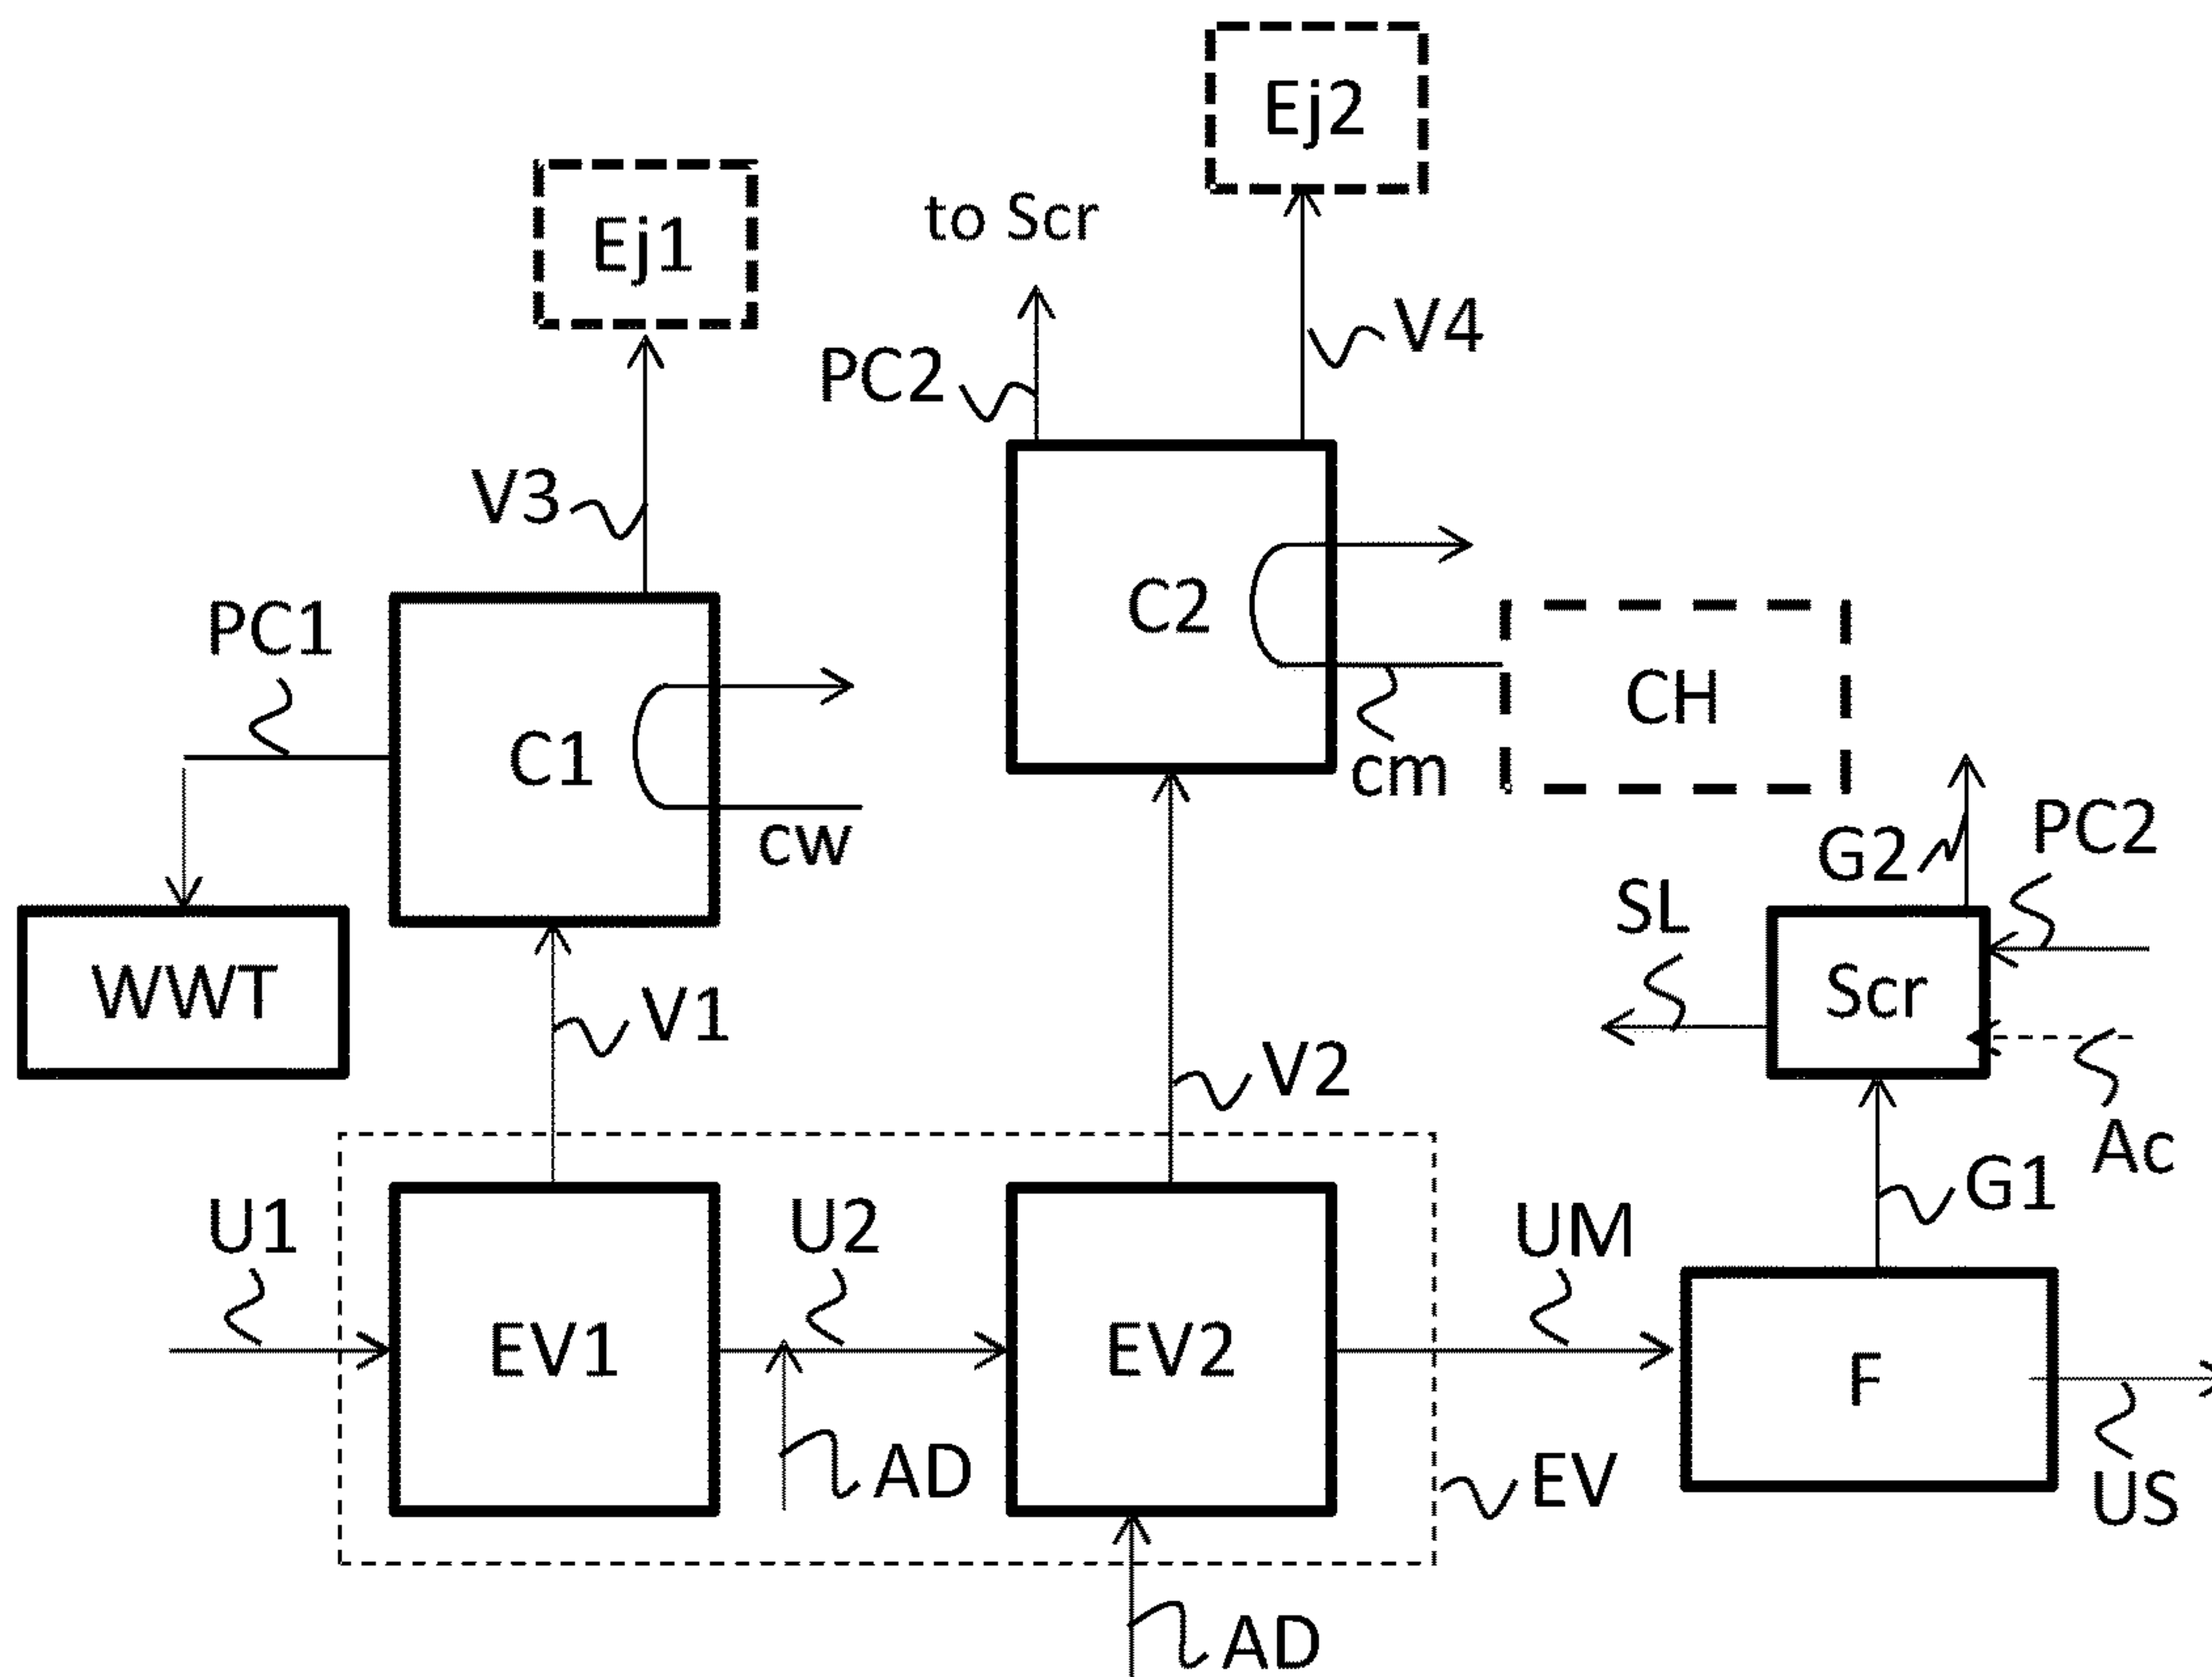 Ej2
Ej1
to Scr
V4
PC2
V3
C2
PC1
CH
C1
cm
cw
G2
PC2
SL
WWT
Scr
V1
V2
Ac
G1
U1
U2
UM
EV1
EV2
F
AD
EV
US
AD